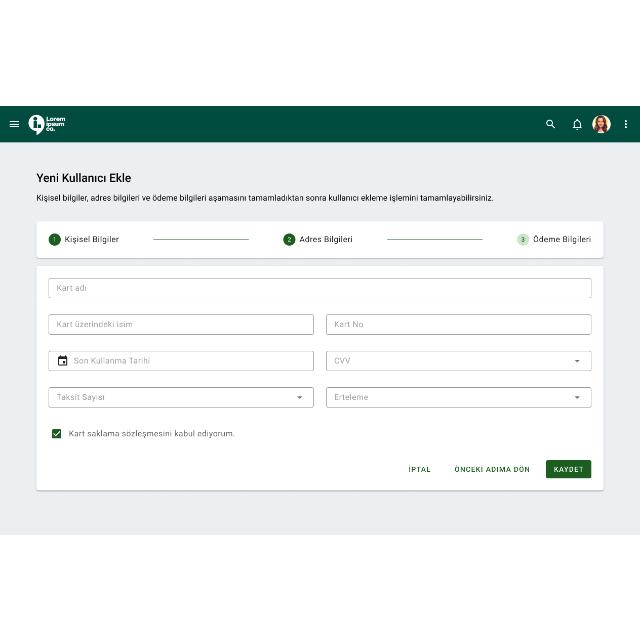 Lorem
ipsum
co.
Yeni Kullanıcı Ekle
Kişisel bilgiler, adres bilgileri ve ödeme bilgileri aşamasını tamamladıktan sonra kullanıcı ekleme işlemini tamamlayabilirsiniz.
1 Kişisel Bilgiler 2 Adres Bilgileri 3 Ödeme Bilgileri
Kart adı
Kart üzerindeki isim Kart No
Son Kullanma Tarihi CVV
Taksit Sayısı Erteleme
Kart saklama sözleşmesini kabul ediyorum.
İPTAL ÖNCEKİ ADIMA DÖN KAYDET